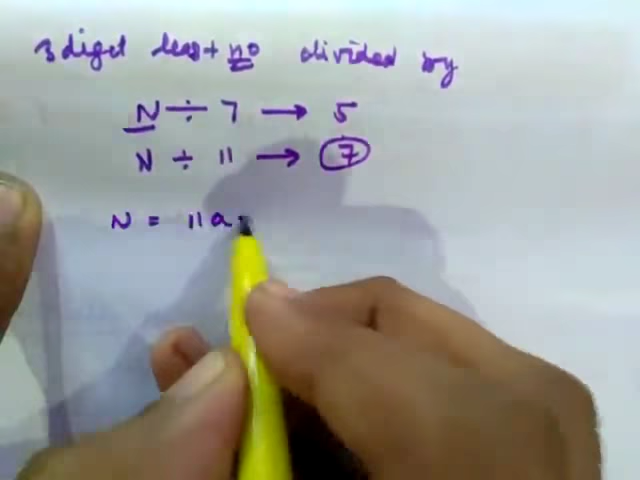 3 digit least no divided by
N ÷ 7 → 5
N ÷ 11 → 7
N = 11a